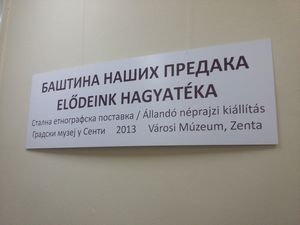 БАШТИНА НАШИХ ПРЕДАКА
ELŐDEINK HAGYATÉKA
Стална етнографска поставка / Állandó néprajzi kiállítás
Градски музеј у Сенти 2013 Városi Múzeum, Zenta